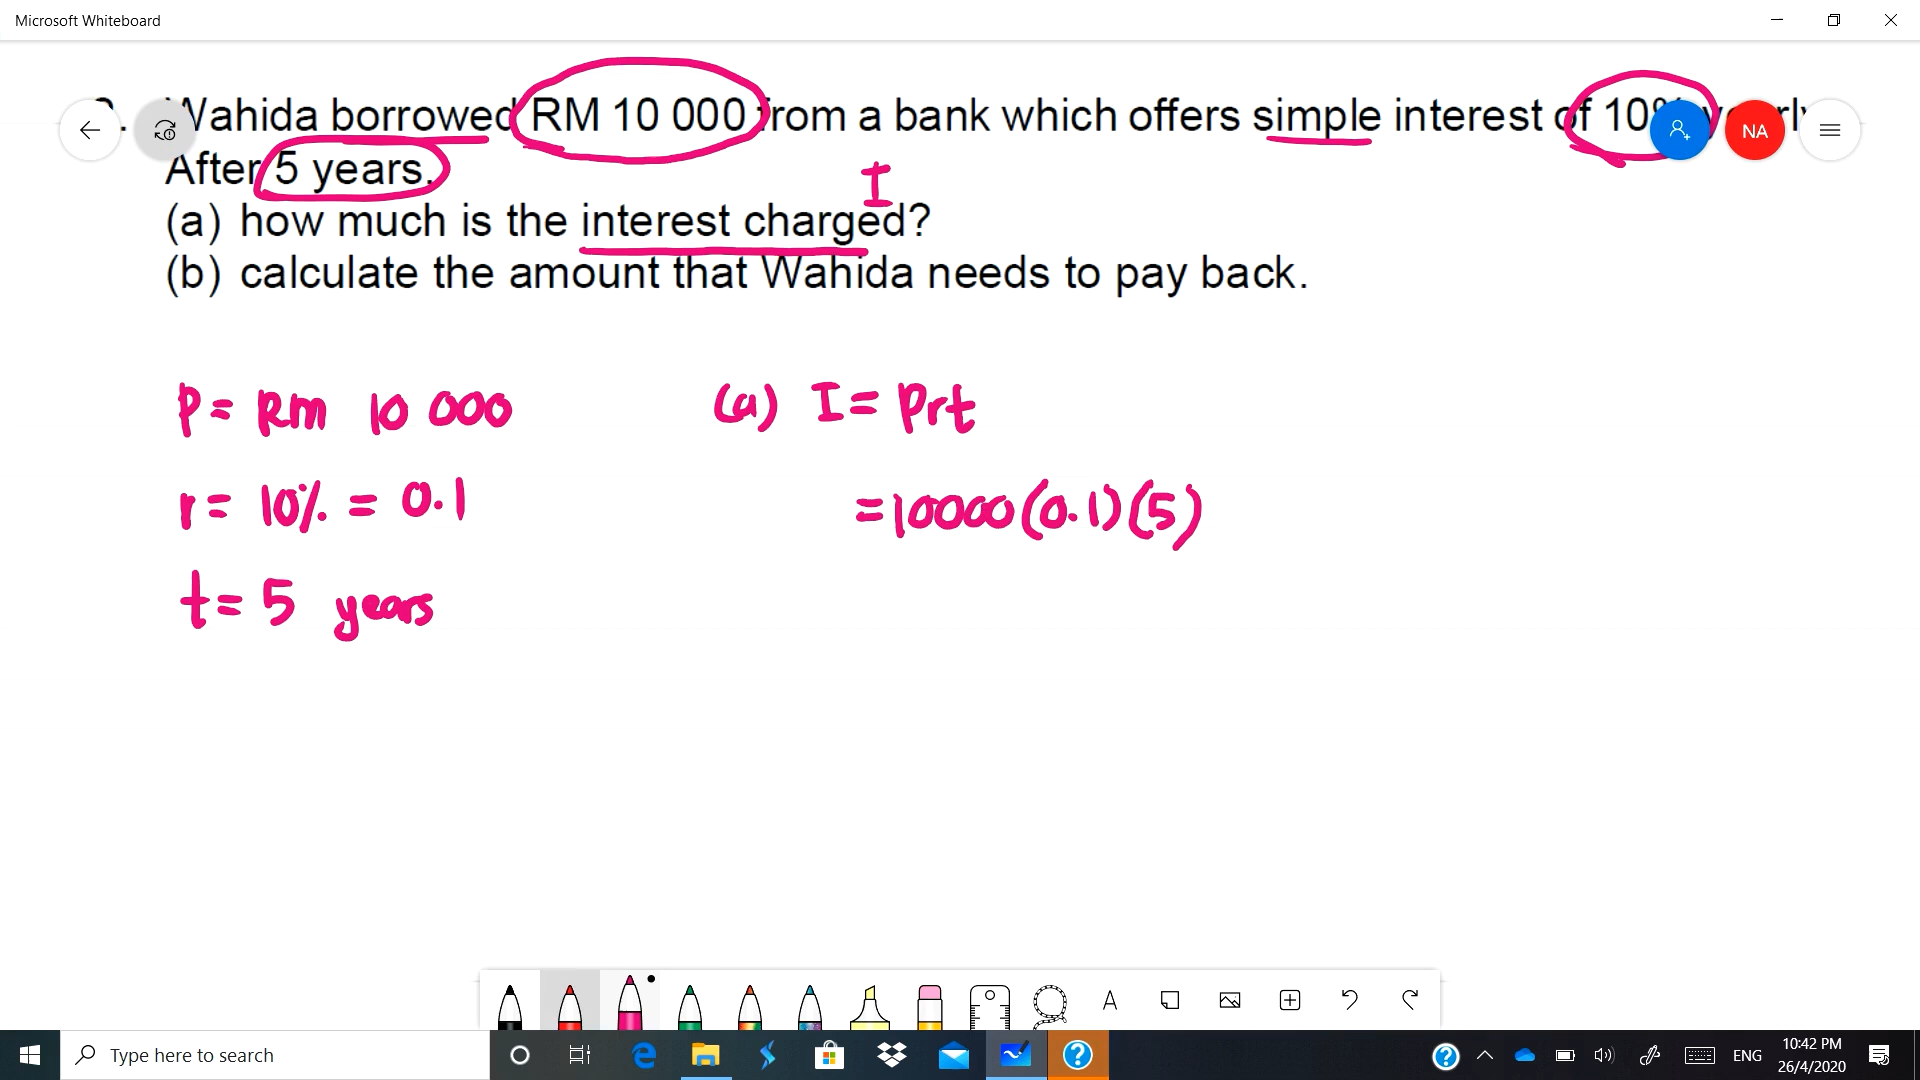 Microsoft Whiteboard
Wahida borrowed RM 10 000 from a bank which offers simple interest of 10% yearly
NA
After 5 years.
I
(a) how much is the interest charged?
(b) calculate the amount that Wahida needs to pay back.
P = Rm 10 000
(a) I = Prt
r = 10% = 0.1
= 10000(0.1)(5)
t = 5 years
A
Type here to search
ENG
10:42 PM
26/4/2020